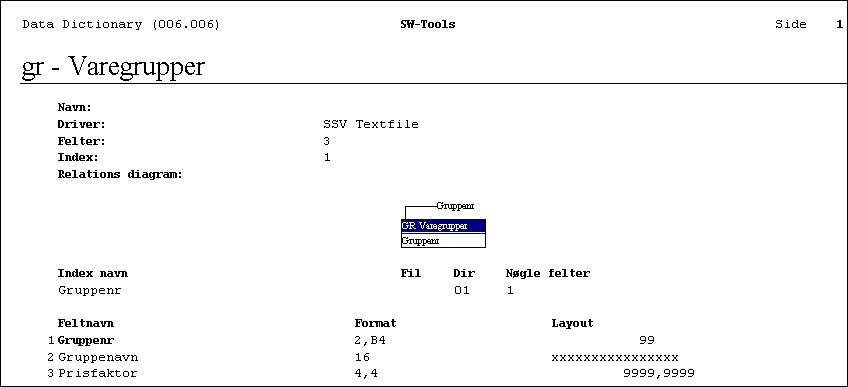 Data Dictionary (006.006) SW-Tools Side 1
gr - Varegrupper
Navn:
Driver: SSV Textfile
Felter: 3
Index: 1
Relations diagram:
Gruppenr
GR Varegrupper
Gruppenr
Index navn Fil Dir Nøgle felter
Gruppenr O1 1
Feltnavn Format Layout
1 Gruppenr 2,B4 99
2 Gruppenavn 16 xxxxxxxxxxxxxxxx
3 Prisfaktor 4,4 9999,9999